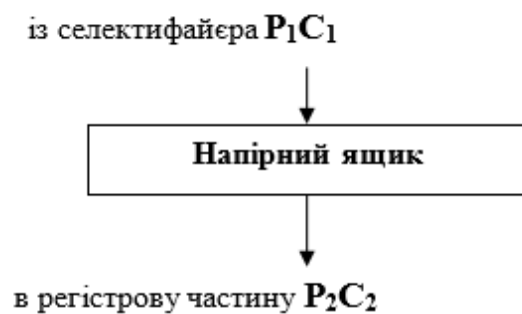 із селектифайєра P₁C₁
Напірний ящик
в регістрову частину P₂C₂